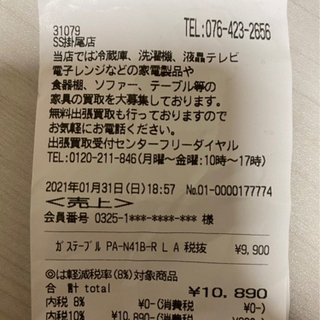 31079
TEL:076-423-2656
SS掛尾店
当店では冷蔵庫、洗濯機、液晶テレビ
電子レンジなどの家電製品や
食器棚、ソファー、テーブル等の
家具の買取を大募集しております。
無料出張買取も行っておりますので
お気軽にお電話ください。
出張買取受付センターフリーダイヤル
TEL:0120-211-846(月曜～金曜:10時～17時)
2021年01月31日(日)18:57 No.01-0000177774
<売上>
会員番号 0325-1***-****-*** 様
ガステーブル PA-N41B-R L A 税抜 ¥9,900
◎は軽減税率(8%)対象商品
合 計 total ¥10,890
内税 8% ¥0-(消費税 ¥0-)
内税10% ¥10,890-(消費税